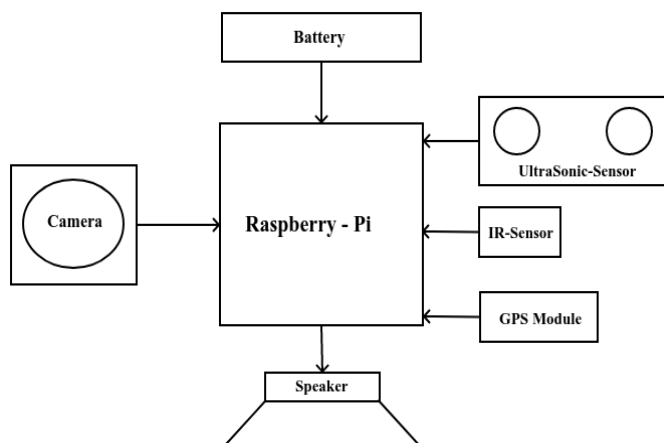 Battery
UltraSonic-Sensor
Camera
Raspberry - Pi
IR-Sensor
GPS Module
Speaker